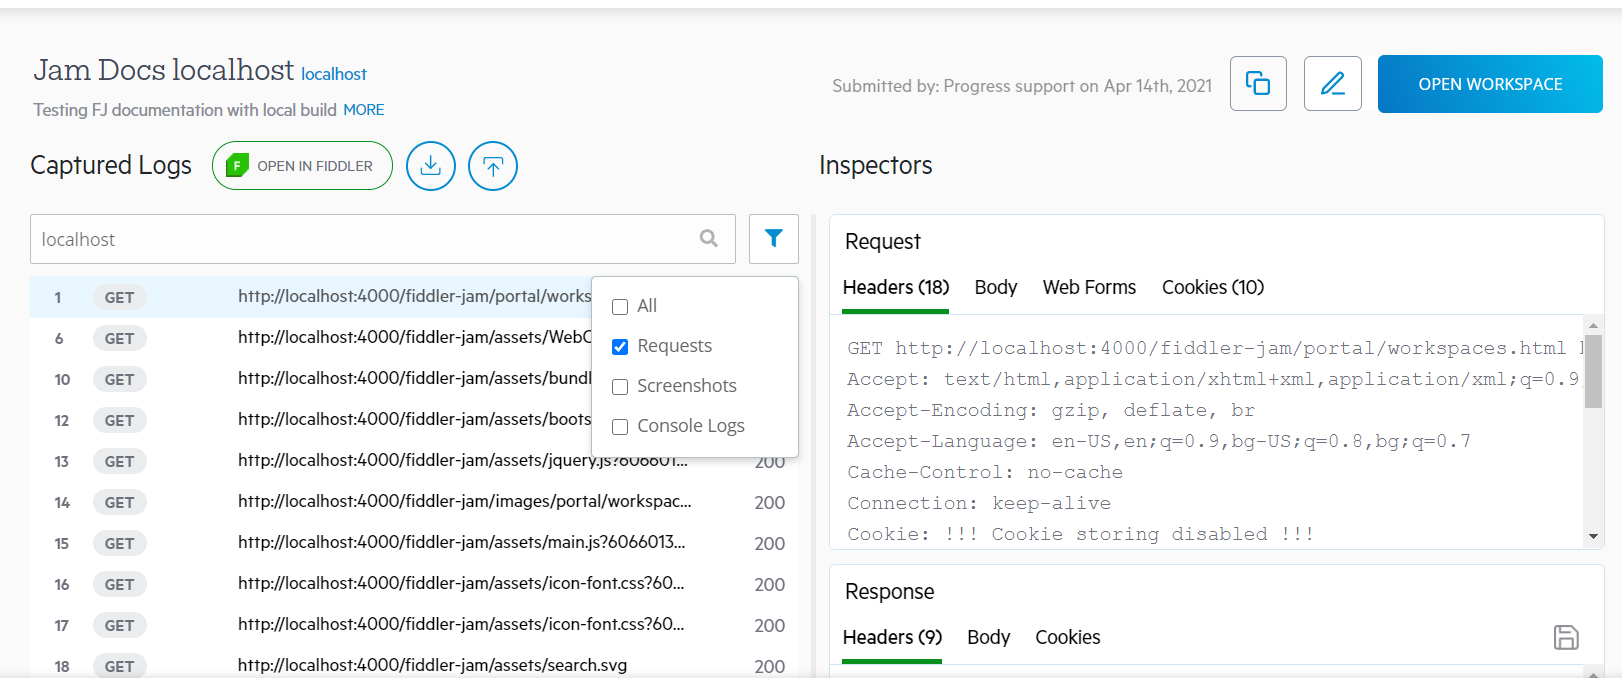 Jam Docs localhost localhost
Testing FJ documentation with local build MORE
Submitted by: Progress support on Apr 14th, 2021
OPEN WORKSPACE
Captured Logs
F OPEN IN FIDDLER
localhost
All
Requests
Screenshots
Console Logs
1 GET http://localhost:4000/fiddler-jam/portal/works
6 GET http://localhost:4000/fiddler-jam/assets/Web
10 GET http://localhost:4000/fiddler-jam/assets/bundl
12 GET http://localhost:4000/fiddler-jam/assets/boots
13 GET http://localhost:4000/fiddler-jam/assets/jquery.js?606601... 200
14 GET http://localhost:4000/fiddler-jam/images/portal/workspac... 200
15 GET http://localhost:4000/fiddler-jam/assets/main.js?6066013... 200
16 GET http://localhost:4000/fiddler-jam/assets/icon-font.css?60... 200
17 GET http://localhost:4000/fiddler-jam/assets/icon-font.css?60... 200
18 GET http://localhost:4000/fiddler-jam/assets/search.svg 200
Inspectors
Request
Headers (18) Body Web Forms Cookies (10)
GET http://localhost:4000/fiddler-jam/portal/workspaces.html
Accept: text/html,application/xhtml+xml,application/xml;q=0.9,
Accept-Encoding: gzip, deflate, br
Accept-Language: en-US,en;q=0.9,bg-US;q=0.8,bg;q=0.7
Cache-Control: no-cache
Connection: keep-alive
Cookie: !!! Cookie storing disabled !!!
Response
Headers (9) Body Cookies